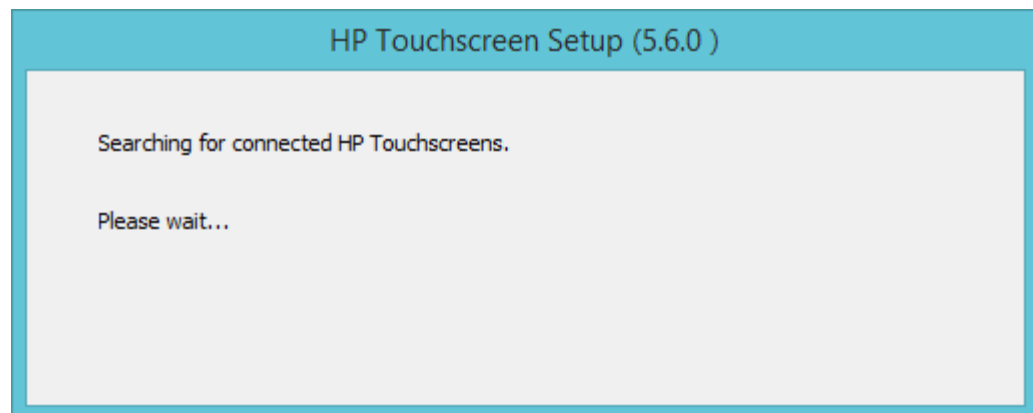 HP Touchscreen Setup (5.6.0 )
Searching for connected HP Touchscreens.
Please wait...